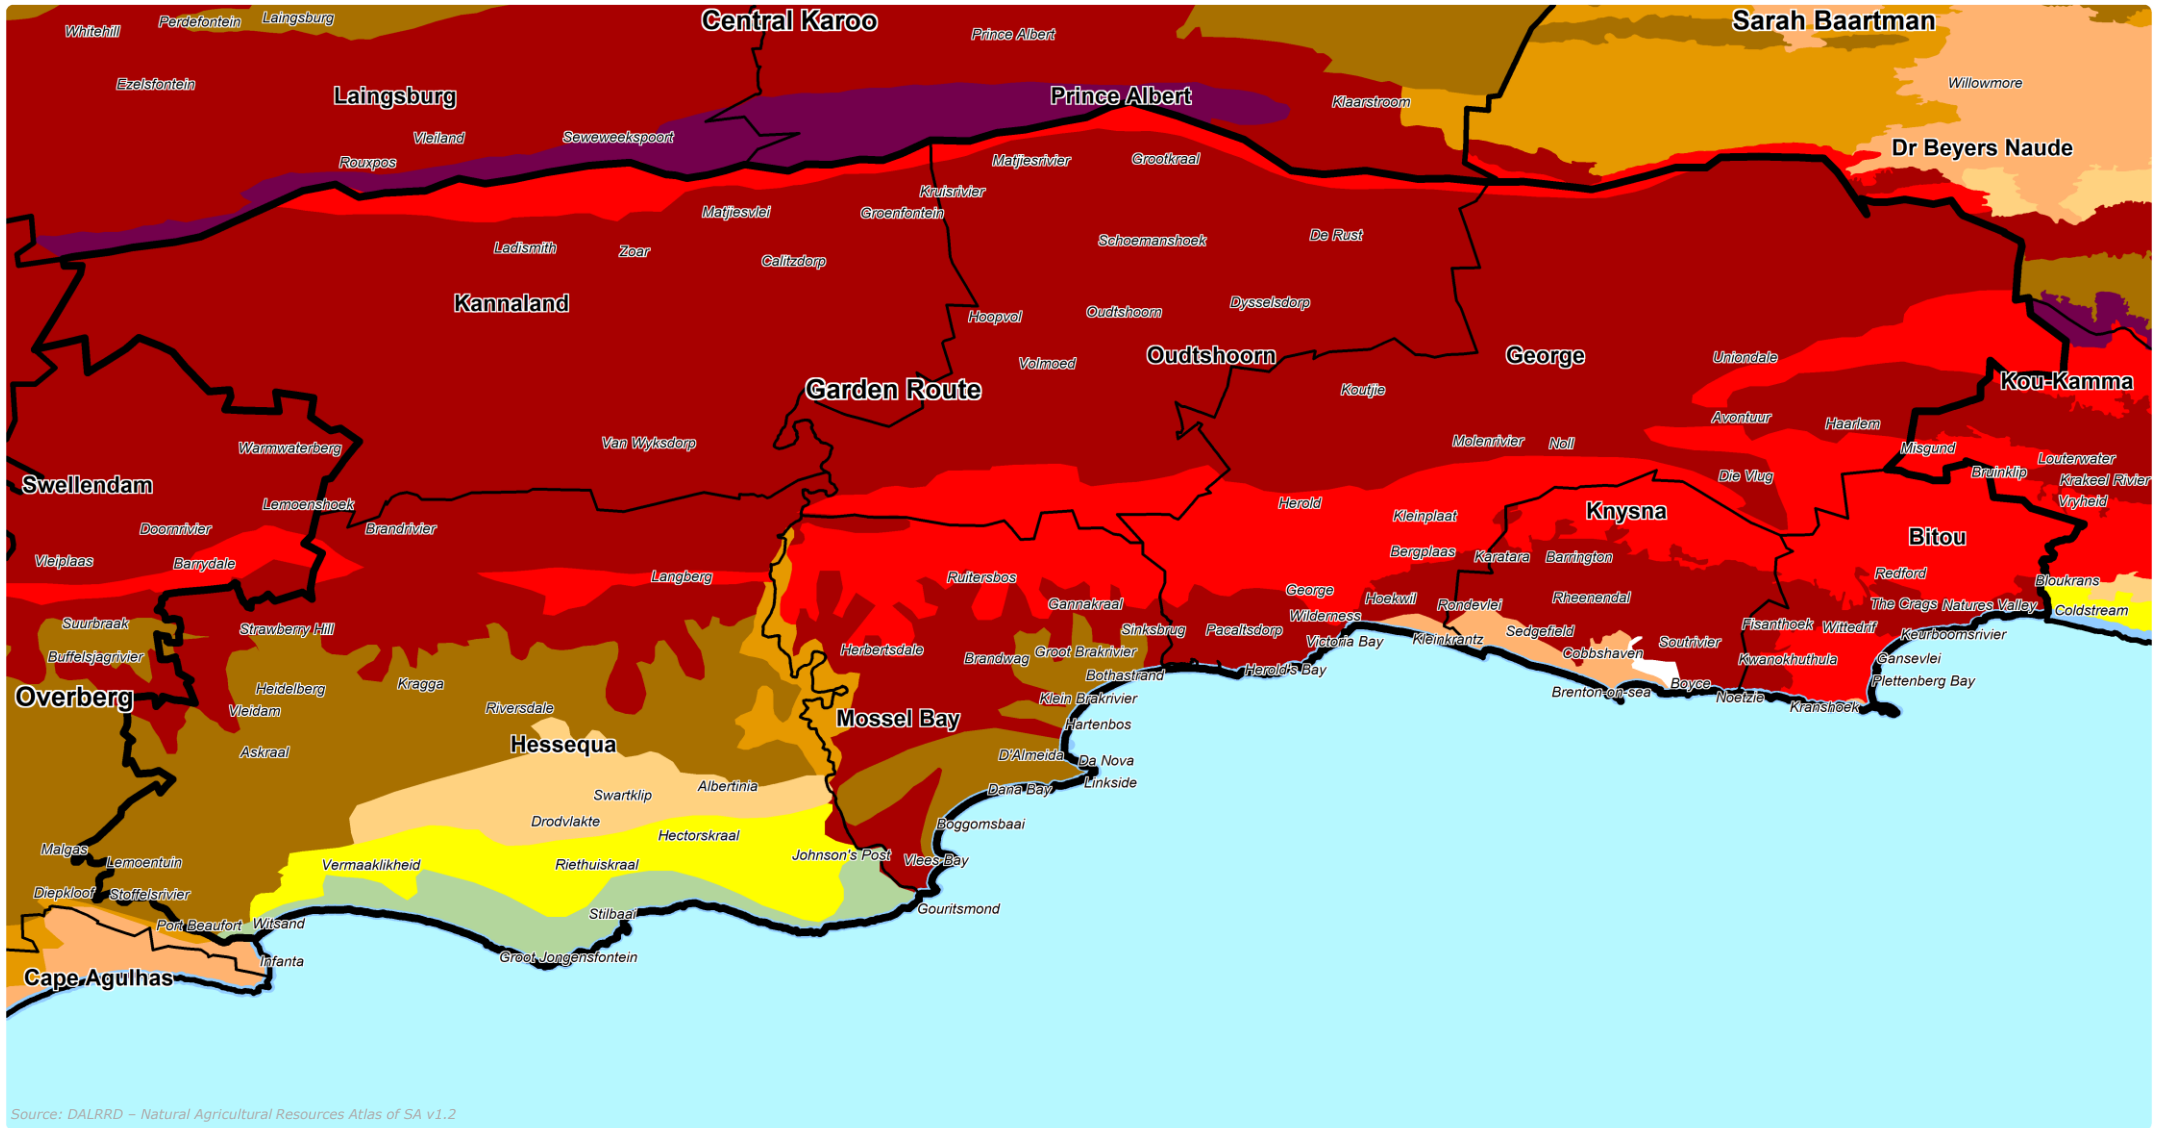 Central Karoo
Sarah Baartman
Laingsburg
Perdefontein
Whitehill
Prince Albert
Ezelsfontein
Willowmore
Laingsburg
Prince Albert
Klaarstroom
Vleiland
Seweweekspoort
Dr Beyers Naude
Rouxpos
Matjiesrivier
Grootkraal
Kruisrivier
Matjiesvlei
Groenfontein
Ladismith
Zoar
Schoemanshoek
De Rust
Calitzdorp
Kannaland
Dysselsdorp
Hoopvol
Oudtshoorn
Oudtshoorn
George
Uniondale
Volmoed
Kou-Kamma
Garden Route
Koutjie
Avontuur
Haarlem
Warmwaterberg
Van Wyksdorp
Molenrivier
Noll
Misgund
Louterwater
Swellendam
Die Vlug
Bruinklip
Krakeel Rivier
Lemoenshoek
Herold
Vryheid
Knysna
Kleinplaat
Doornrivier
Brandrivier
Bitou
Vleiplaas
Barrydale
Bergplaas
Karatara
Barrington
Langberg
Ruitersbos
Redford
Bloukrans
George
Hoekwil
Rheenendal
Gannakraal
Rondevlei
The Crags
Natures Valley
Coldstream
Wilderness
Suurbraak
Strawberry Hill
Sinksbrug
Pacaltsdorp
Sedgefield
Fisanthoek
Wittedrif
Keurboomsrivier
Victoria Bay
Kleinkrantz
Soutrivier
Herbertsdale
Groot Brakrivier
Cobbshaven
Buffelsjagrivier
Brandwag
Kwanokhuthula
Gansevlei
Herold's Bay
Bothastrand
Kragga
Boyce
Plettenberg Bay
Heidelberg
Brenton-on-sea
Overberg
Klein Brakrivier
Noetzie
Kranshoek
Vleidam
Riversdale
Mossel Bay
Hartenbos
Hessequa
Askraal
D'Almeida
Da Nova
Linkside
Albertinia
Dana Bay
Swartklip
Drodvlakte
Boggomsbaai
Hectorskraal
Malgas
Johnson's Post
Vlees Bay
Lemoentuin
Vermaaklikheid
Riethuiskraal
Diepkloof
Stoffelsrivier
Gouritsmond
Stilbaai
Port Beaufort
Witsand
Groot Jongensfontein
Infanta
Cape Agulhas
Source: DALRRD – Natural Agricultural Resources Atlas of SA v1.2